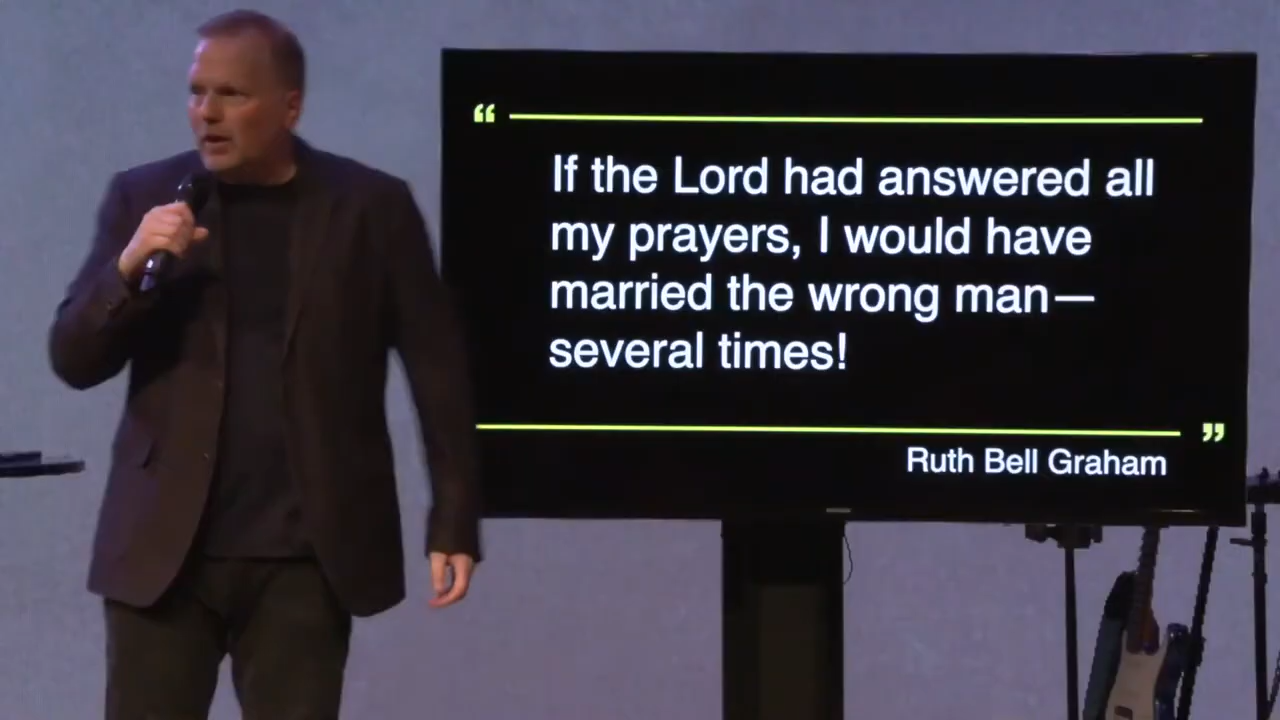 “
If the Lord had answered all
my prayers, I would have
married the wrong man—
several times!
”
Ruth Bell Graham